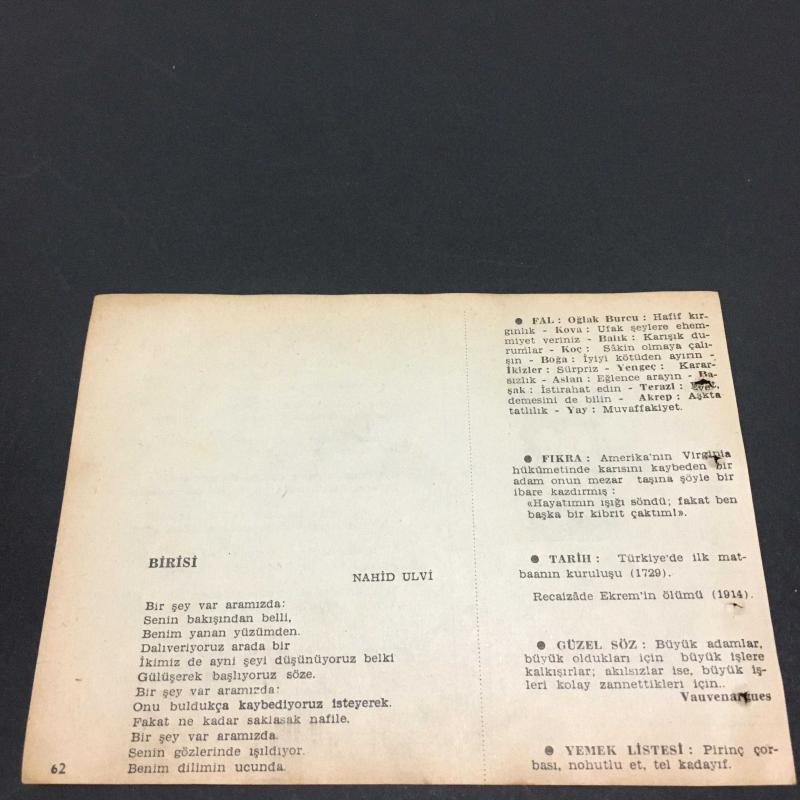 BİRİSİ
NAHİD ULVİ
Bir şey var aramızda:
Senin bakışından belli,
Benim yanan yüzümden.
Dalıveriyoruz arada bir
İkimiz de ayni şeyi düşünüyoruz belki
Gülüşerek başlıyoruz söze.
Bir şey var aramızda:
Onu buldukça kaybediyoruz isteyerek.
Fakat ne kadar saklasak nafile.
Bir şey var aramızda.
Senin gözlerinde ışıldıyor.
Benim dilimin ucunda.
62
● FAL : Oğlak Burcu : Hafif kır-
gınlık - Kova : Ufak şeylere ehem-
miyet veriniz - Balık : Karışık du-
rumlar - Koç : Sâkin olmaya çalı-
şın - Boğa : İyiyi kötüden ayırın -
İkizler : Sürpriz - Yengeç : Karar-
sızlık - Aslan : Eğlence arayın - Ba-
şak : İstirahat edin - Terazi : Evet,
demesini de bilin - Akrep : Aşkta
tatlılık - Yay : Muvaffakiyet.
● FIKRA : Amerika'nın Virginia
hükûmetinde karısını kaybeden bir
adam onun mezar taşına şöyle bir
ibare kazdırmış :
«Hayatımın ışığı söndü; fakat ben
başka bir kibrit çaktım!».
● TARİH : Türkiye'de ilk mat-
baanın kuruluşu (1729).
Recaizâde Ekrem'in ölümü (1914).
● GÜZEL SÖZ : Büyük adamlar,
büyük oldukları için büyük işlere
kalkışırlar; akılsızlar ise, büyük iş-
leri kolay zannettikleri için..
Vauvenargues
● YEMEK LİSTESİ : Pirinç çor-
bası, nohutlu et, tel kadayıf.